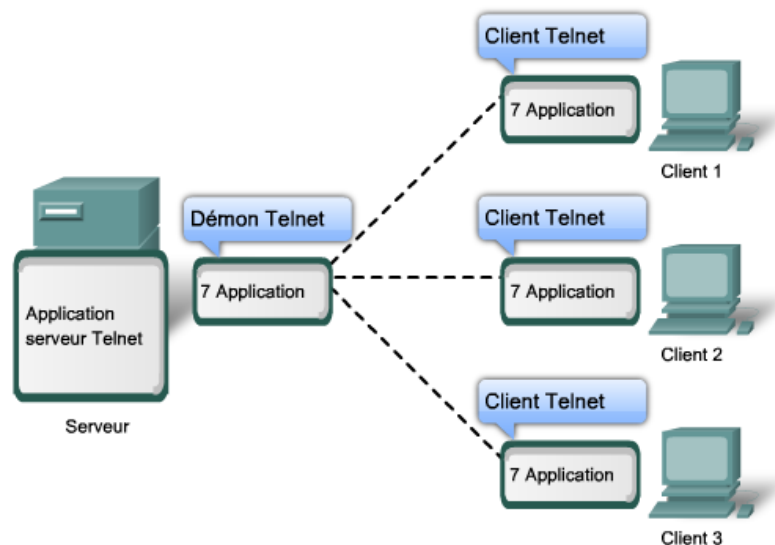 Client Telnet
7 Application
Client 1
Démon Telnet
7 Application
Application
serveur Telnet
Serveur
Client Telnet
7 Application
Client 2
Client Telnet
7 Application
Client 3